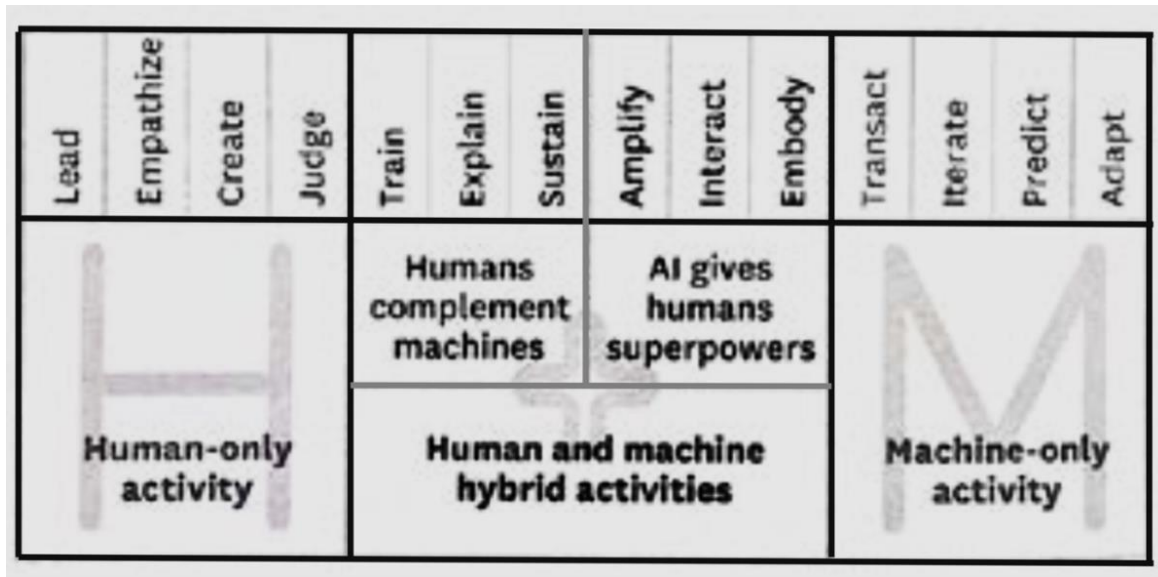 Lead
Empathize
Create
Judge
Train
Explain
Sustain
Amplify
Interact
Embody
Transact
Iterate
Predict
Adapt
Humans
complement
machines
AI gives
humans
superpowers
H
+
M
Human-only
activity
Human and machine
hybrid activities
Machine-only
activity